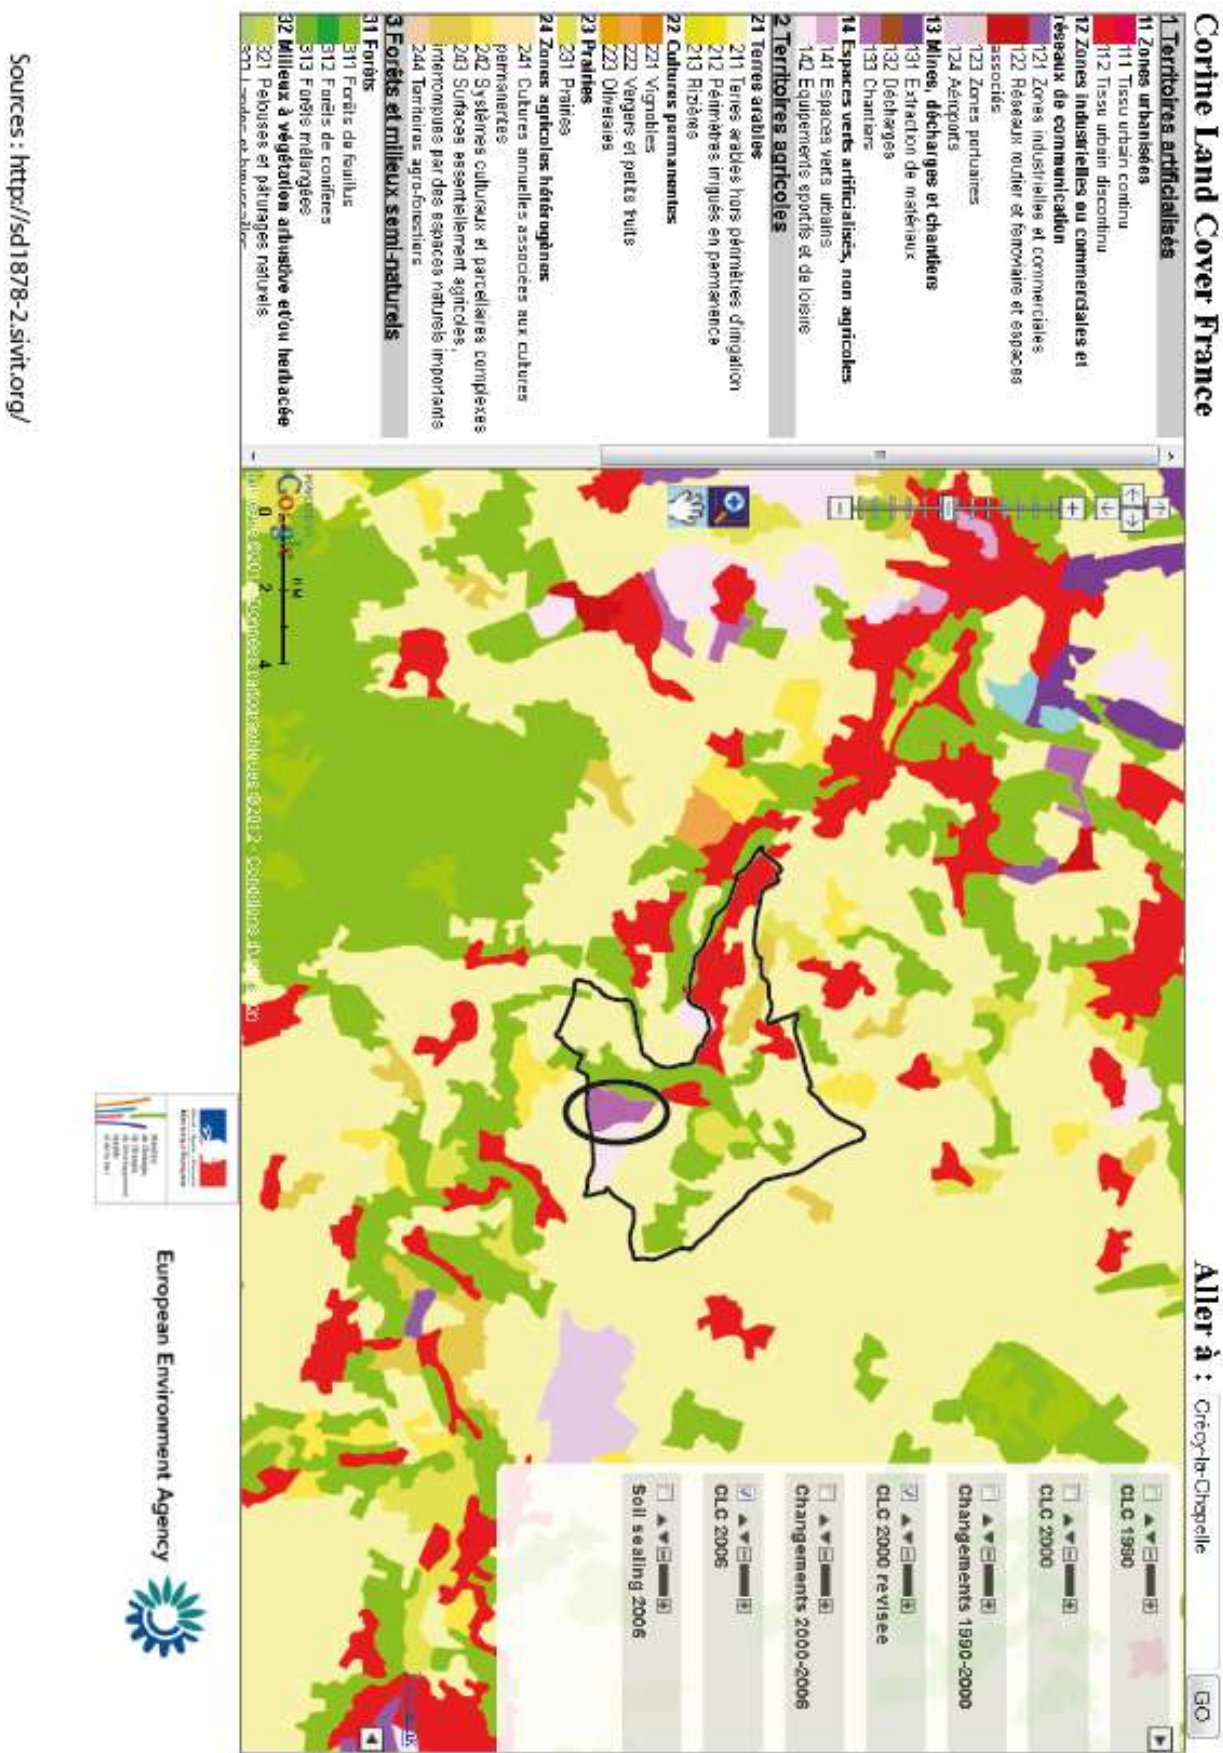 Corine Land Cover France
Aller à :
Crécy-la-Chapelle
GO
1 Territoires artificialisés
11 Zones urbanisées
111 Tissu urbain continu
112 Tissu urbain discontinu
12 Zones industrielles ou commerciales et
réseaux de communication
121 Zones industrielles et commerciales
122 Réseaux routier et ferroviaire et espaces
associés
123 Zones portuaires
124 Aéroports
13 Mines, décharges et chantiers
131 Extraction de matériaux
132 Décharges
133 Chantiers
14 Espaces verts artificialisés, non agricoles
141 Espaces verts urbains
142 Equipements sportifs et de loisirs
2 Territoires agricoles
21 Terres arables
211 Terres arables hors périmètres d'irrigation
212 Périmètres irrigués en permanence
213 Rizières
22 Cultures permanentes
221 Vignobles
222 Vergers et petits fruits
223 Oliveraies
23 Prairies
231 Prairies
24 Zones agricoles hétérogènes
241 Cultures annuelles associées aux cultures
permanentes
242 Systèmes culturaux et parcellaires complexes
243 Surfaces essentiellement agricoles,
interrompues par des espaces naturels importants
244 Territoires agro-forestiers
3 Forêts et milieux semi-naturels
31 Forêts
311 Forêts de feuillus
312 Forêts de conifères
313 Forêts mélangées
32 Milieux à végétation arbustive et/ou herbacée
321 Pelouses et pâturages naturels
CLC 1990
CLC 2000
Changements 1990-2000
CLC 2000 revisee
Changements 2000-2006
CLC 2006
Soil sealing 2006
Google
KM
0 2 4
European Environment Agency
Sources : http://sd1878-2.sivit.org/